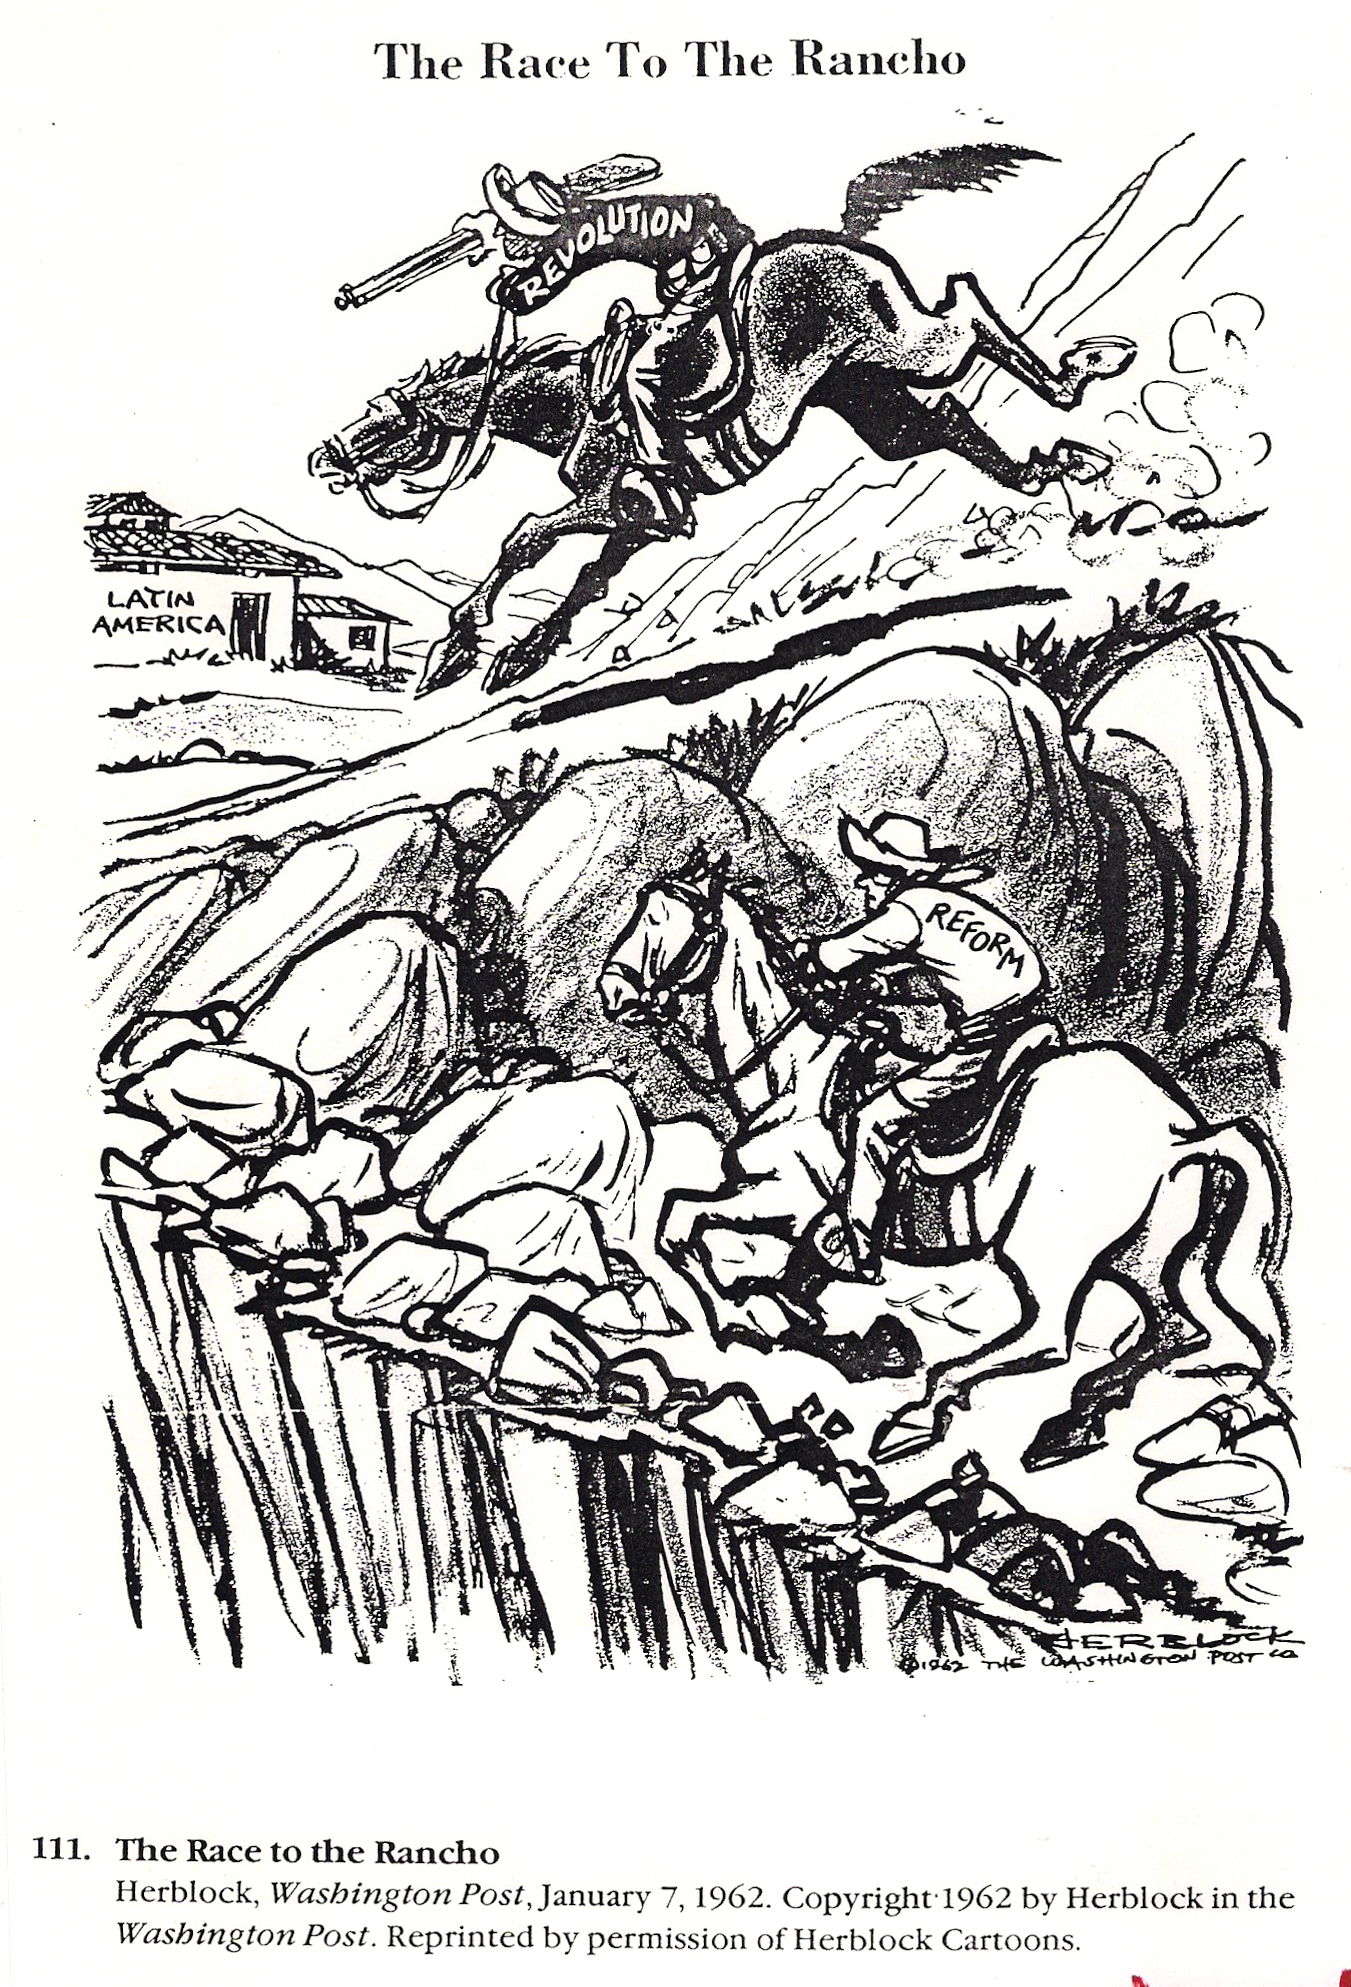 The Race To The Rancho
REVOLUTION
LATIN
AMERICA
REFORM
HERBLOCK
©1962 THE WASHINGTON POST CO
111. The Race to the Rancho
Herblock, Washington Post, January 7, 1962. Copyright 1962 by Herblock in the
Washington Post. Reprinted by permission of Herblock Cartoons.